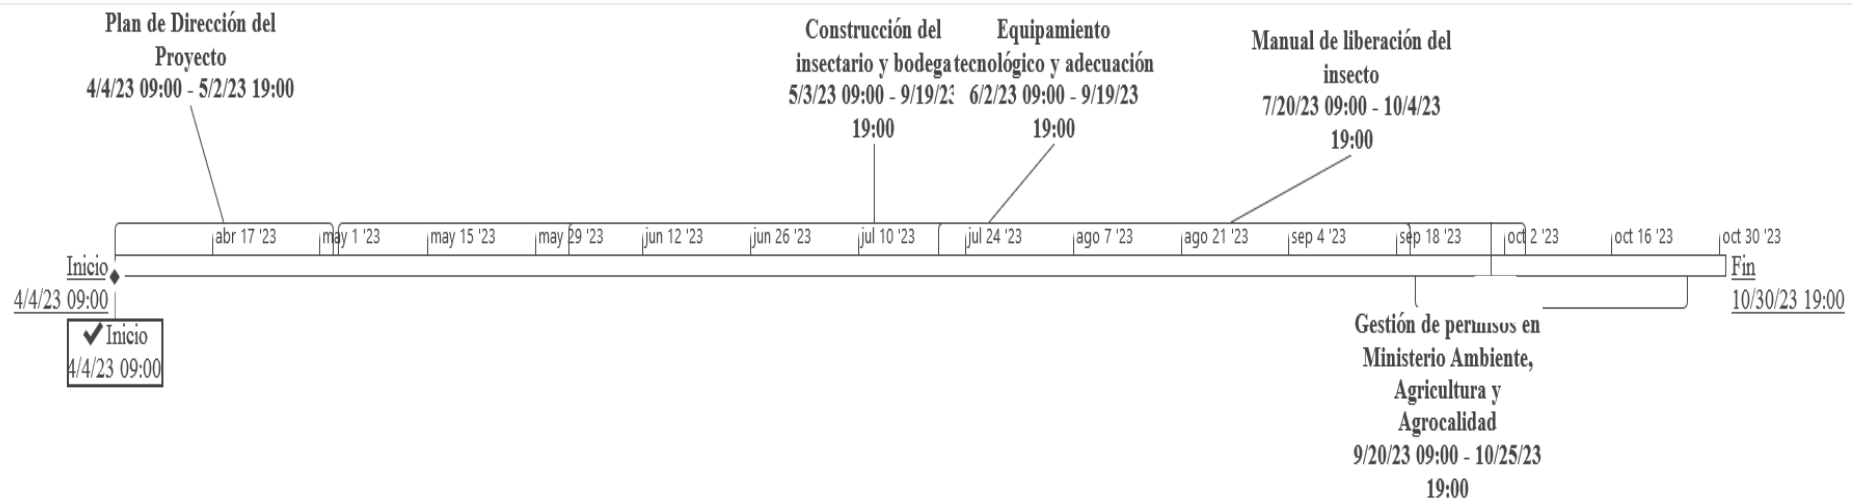 Plan de Dirección del
Proyecto
4/4/23 09:00 - 5/2/23 19:00
Construcción del
insectario y bodega
5/3/23 09:00 - 9/19/23
19:00
Equipamiento
tecnológico y adecuación
6/2/23 09:00 - 9/19/23
19:00
Manual de liberación del
insecto
7/20/23 09:00 - 10/4/23
19:00
abr 17 '23
may 1 '23
may 15 '23
may 29 '23
jun 12 '23
jun 26 '23
jul 10 '23
jul 24 '23
ago 7 '23
ago 21 '23
sep 4 '23
sep 18 '23
oct 2 '23
oct 16 '23
oct 30 '23
Inicio
4/4/23 09:00
Fin
10/30/23 19:00
Inicio
4/4/23 09:00
Gestión de permisos en
Ministerio Ambiente,
Agricultura y
Agrocalidad
9/20/23 09:00 - 10/25/23
19:00